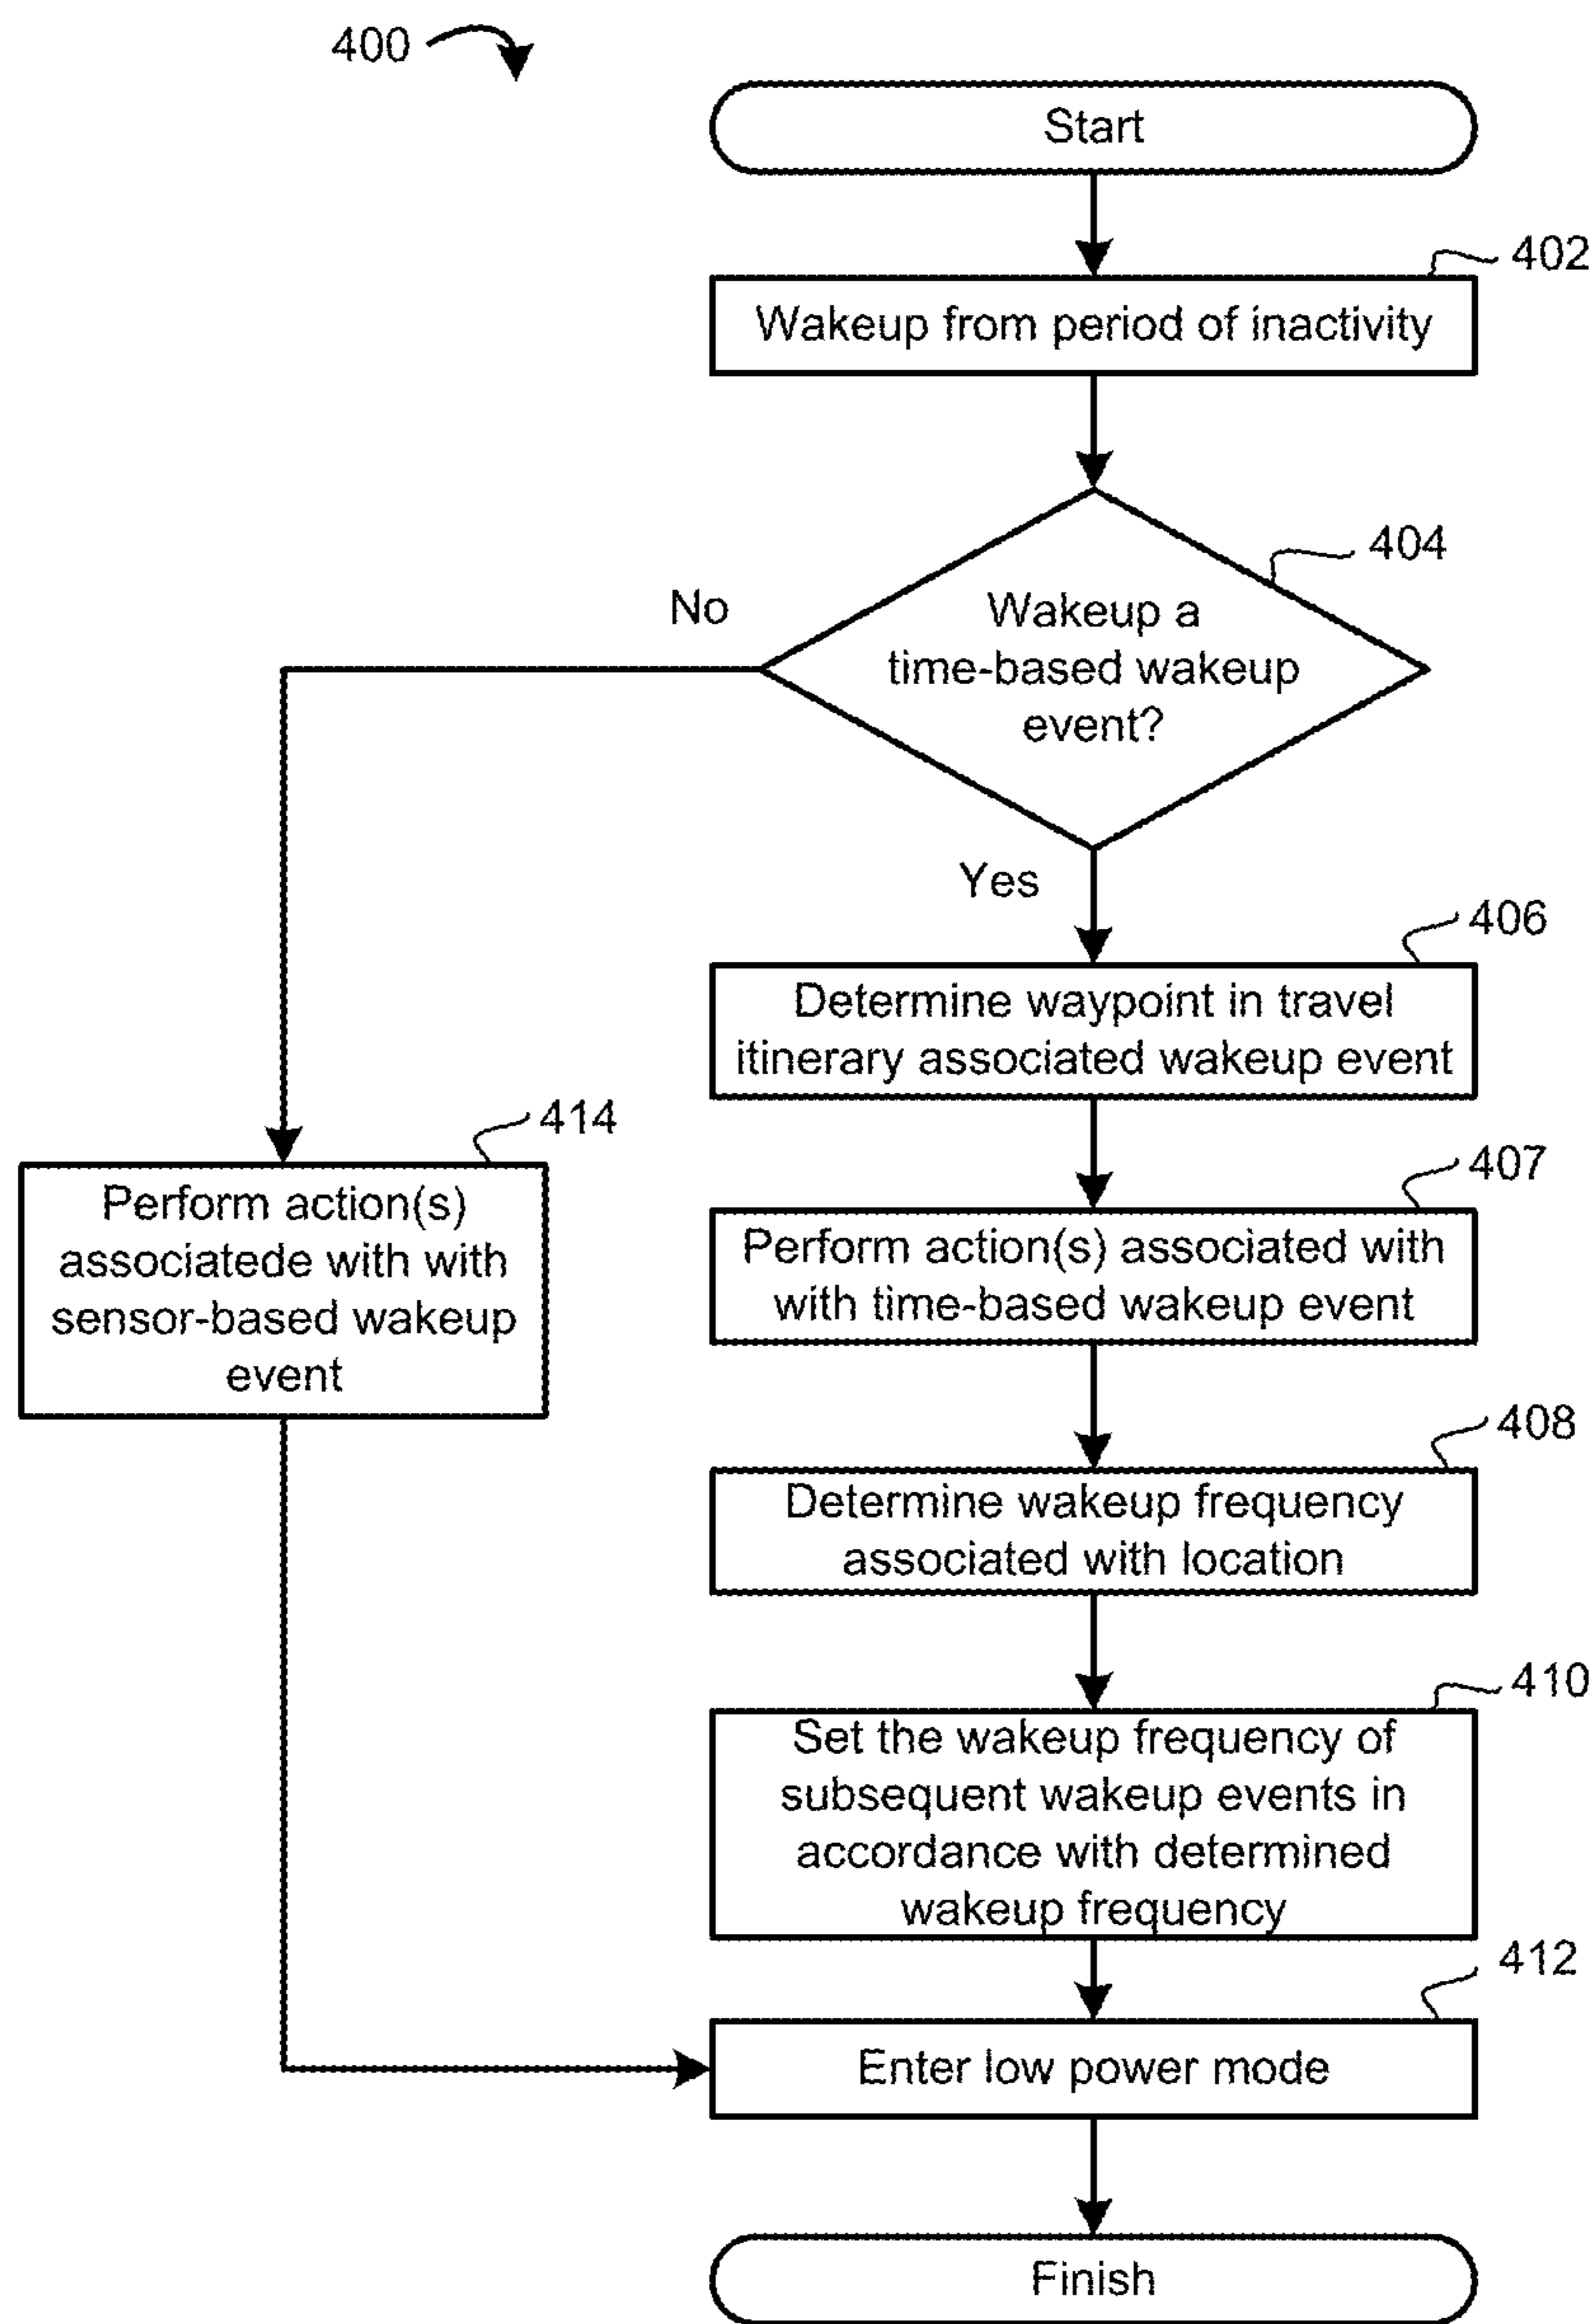 400
Start
402
Wakeup from period of inactivity
404
Wakeup a
time-based wakeup
event?
No
Yes
406
Determine waypoint in travel
itinerary associated wakeup event
414
Perform action(s)
associatede with with
sensor-based wakeup
event
407
Perform action(s) associated with
with time-based wakeup event
408
Determine wakeup frequency
associated with location
410
Set the wakeup frequency of
subsequent wakeup events in
accordance with determined
wakeup frequency
412
Enter low power mode
Finish